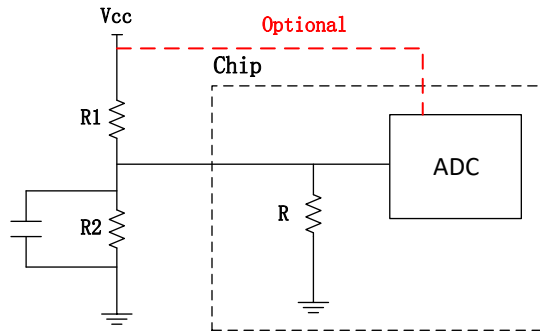 Vcc
Optional
Chip
R1
ADC
R2
R